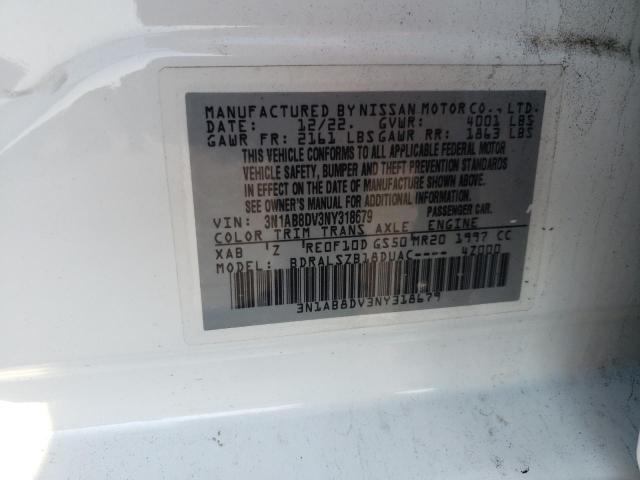 MANUFACTURED BY NISSAN MOTOR CO., LTD.
DATE: 12/22. GVWR: 4001 LBS
GAWR FR: 2161 LBS GAWR RR: 1863 LBS
THIS VEHICLE CONFORMS TO ALL APPLICABLE FEDERAL MOTOR
VEHICLE SAFETY, BUMPER AND THEFT PREVENTION STANDARDS
IN EFFECT ON THE DATE OF MANUFACTURE SHOWN ABOVE.
SEE OWNER'S MANUAL FOR ADDITIONAL INFORMATION
PASSENGER CAR.
VIN: 3N1AB8DV3NY318679
COLOR TRIM TRANS AXLE ENGINE
XAB 'Z RE0F10D GS50 MR20 1997 CC
MODEL: BDRALSZB18DUAC---- 47000
3N1AB8DV3NY318679